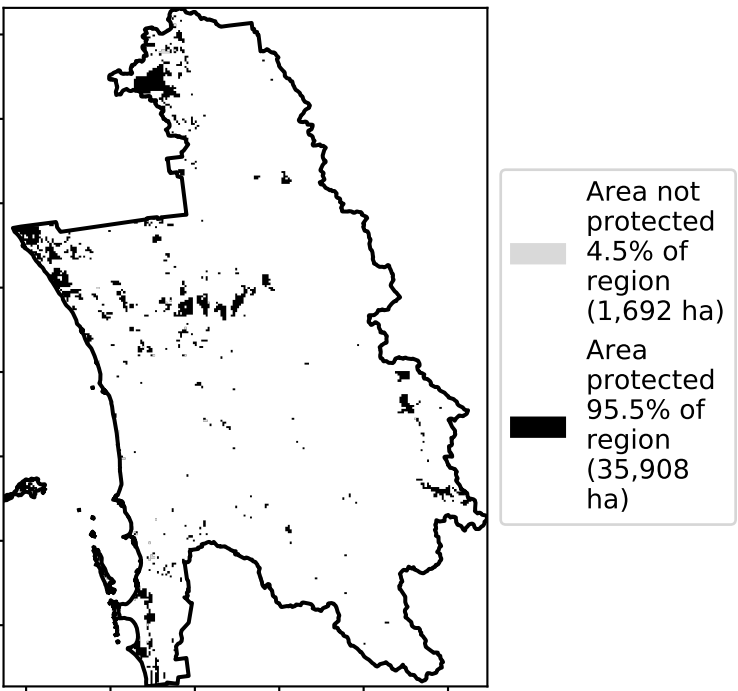 Area not
protected
4.5% of
region
(1,692 ha)
Area
protected
95.5% of
region
(35,908
ha)